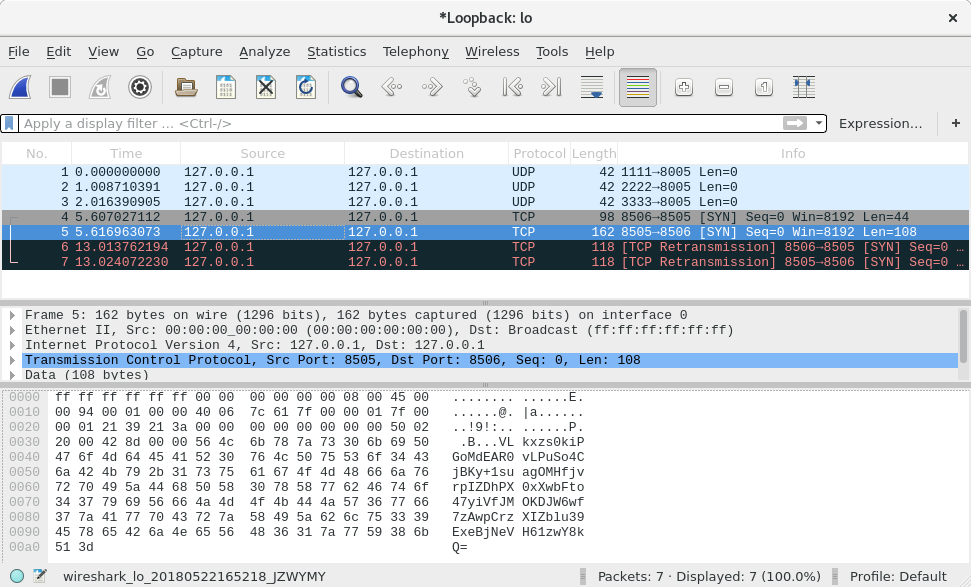 *Loopback: lo
File Edit View Go Capture Analyze Statistics Telephony Wireless Tools Help
Apply a display filter … <Ctrl-/> Expression… +
No. Time Source Destination Protocol Length Info
1 0.000000000 127.0.0.1 127.0.0.1 UDP 42 1111→8005 Len=0
2 1.008710391 127.0.0.1 127.0.0.1 UDP 42 2222→8005 Len=0
3 2.016390905 127.0.0.1 127.0.0.1 UDP 42 3333→8005 Len=0
4 5.607027112 127.0.0.1 127.0.0.1 TCP 98 8506→8505 [SYN] Seq=0 Win=8192 Len=44
5 5.616963073 127.0.0.1 127.0.0.1 TCP 162 8505→8506 [SYN] Seq=0 Win=8192 Len=108
6 13.013762194 127.0.0.1 127.0.0.1 TCP 118 [TCP Retransmission] 8506→8505 [SYN] Seq=0 …
7 13.024072230 127.0.0.1 127.0.0.1 TCP 118 [TCP Retransmission] 8505→8506 [SYN] Seq=0 …
Frame 5: 162 bytes on wire (1296 bits), 162 bytes captured (1296 bits) on interface 0
Ethernet II, Src: 00:00:00_00:00:00 (00:00:00:00:00:00), Dst: Broadcast (ff:ff:ff:ff:ff:ff)
Internet Protocol Version 4, Src: 127.0.0.1, Dst: 127.0.0.1
Transmission Control Protocol, Src Port: 8505, Dst Port: 8506, Seq: 0, Len: 108
Data (108 bytes)
0000 ff ff ff ff ff ff 00 00 00 00 00 00 08 00 45 00 ........ ......E.
0010 00 94 00 01 00 00 40 06 7c 61 7f 00 00 01 7f 00 ......@. |a......
0020 00 01 21 39 21 3a 00 00 00 00 00 00 00 00 50 02 ..!9!:.. ......P.
0030 20 00 42 8d 00 00 56 4c 6b 78 7a 73 30 6b 69 50 .B...VL kxzs0kiP
0040 47 6f 4d 64 45 41 52 30 76 4c 50 75 53 6f 34 43 GoMdEAR0 vLPuSo4C
0050 6a 42 4b 79 2b 31 73 75 61 67 4f 4d 48 66 6a 76 jBKy+1su agOMHfjv
0060 72 70 49 5a 44 68 50 58 30 78 58 77 62 46 74 6f rpIZDhPX 0xXwbFto
0070 34 37 79 69 56 66 4a 4d 4f 4b 44 4a 57 36 77 66 47yiVfJM OKDJW6wf
0080 37 7a 41 77 70 43 72 7a 58 49 5a 62 6c 75 33 39 7zAwpCrz XIZblu39
0090 45 78 65 42 6a 4e 65 56 48 36 31 7a 77 59 38 6b ExeBjNeV H61zwY8k
00a0 51 3d Q=
wireshark_lo_20180522165218_JZWYMY Packets: 7 · Displayed: 7 (100.0%) Profile: Default